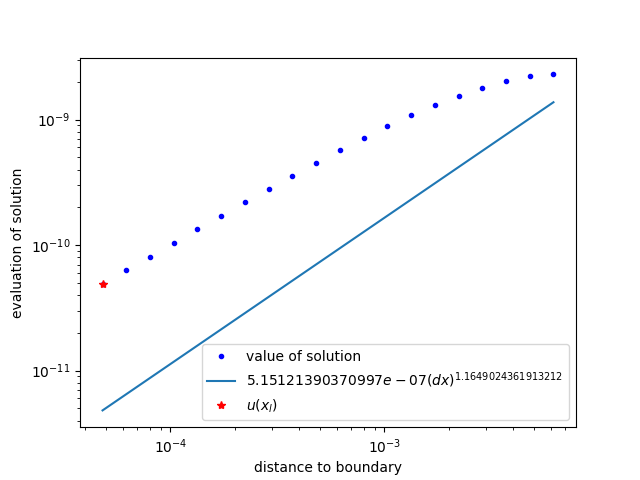 10⁻⁹
10⁻¹⁰
10⁻¹¹
evaluation of solution
value of solution
5.15121390370997e − 07(dx)^1.1649024361913212
u(x_l)
10⁻⁴
10⁻³
distance to boundary